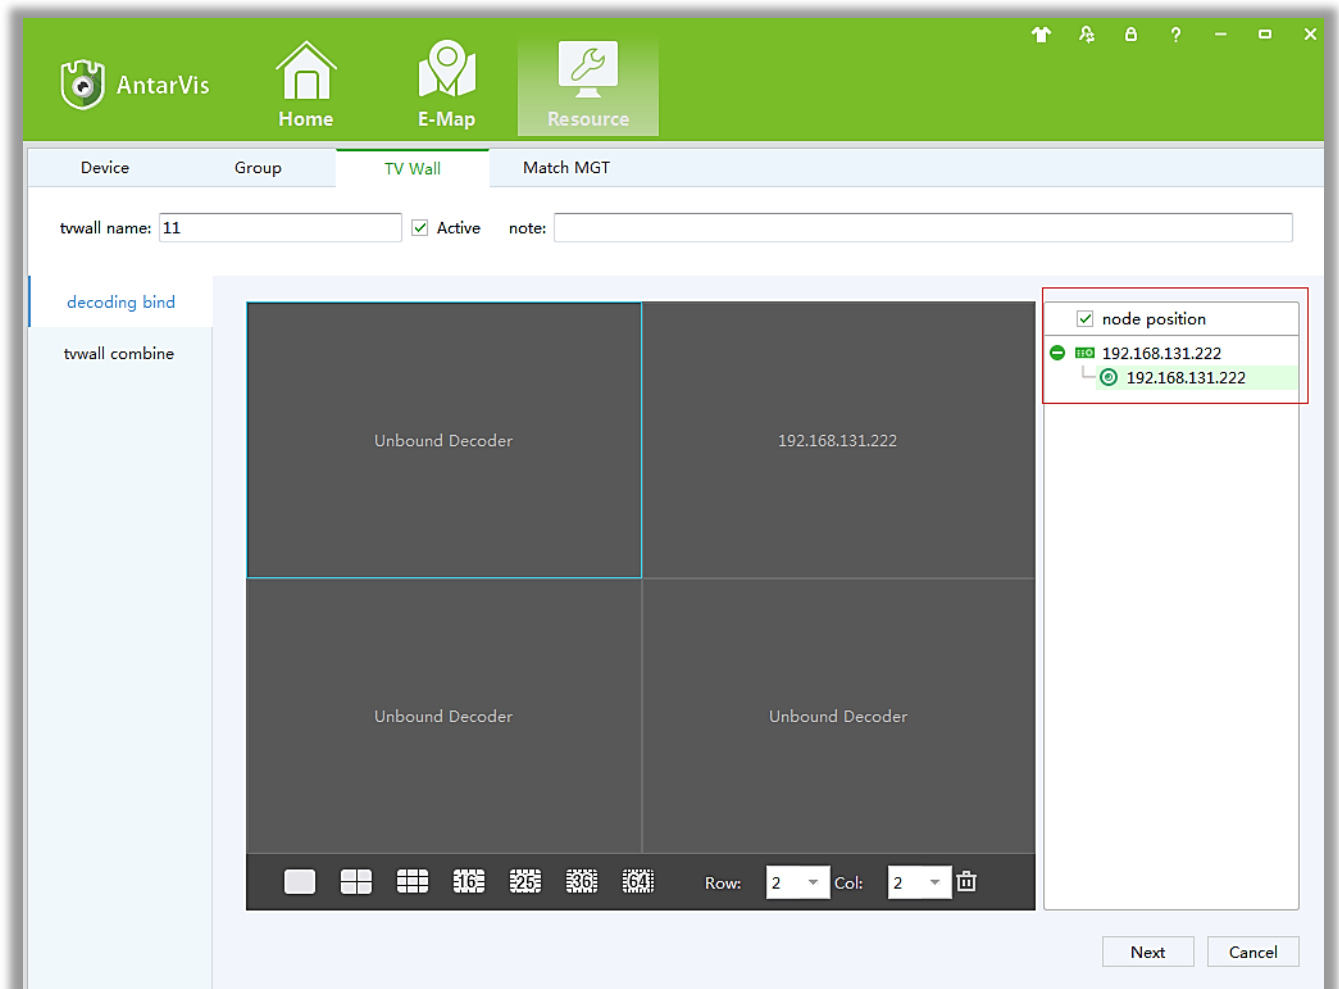 AntarVis
Home
E-Map
Resource
?
Device
Group
TV Wall
Match MGT
tvwall name: 11
Active
note:
decoding bind
tvwall combine
Unbound Decoder
192.168.131.222
Unbound Decoder
Unbound Decoder
node position
192.168.131.222
192.168.131.222
16
25
36
64
Row: 2
Col: 2
Next
Cancel